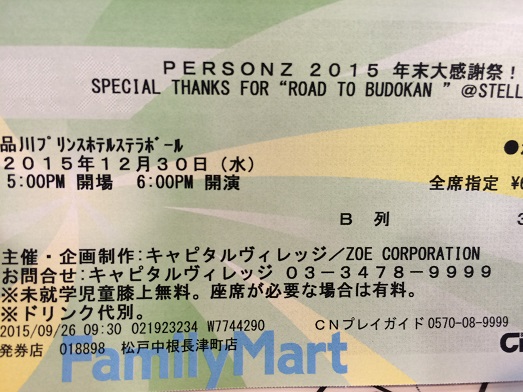 PERSONZ 2015 年末大感謝祭!
SPECIAL THANKS FOR “ROAD TO BUDOKAN ” @STELL
品川プリンスホテルステラボール
2015年12月30日(水)
5:00PM 開場 6:00PM 開演
全席指定
B 列
主催・企画制作:キャピタルヴィレッジ/ZOE CORPORATION
お問合せ:キャピタルヴィレッジ 03-3478-9999
※未就学児童膝上無料。座席が必要な場合は有料。
※ドリンク代別。
2015/09/26 09:30 021923234 W7744290 CNプレイガイド0570-08-9999
発券店 018898 松戸中根長津町店
FamilyMart